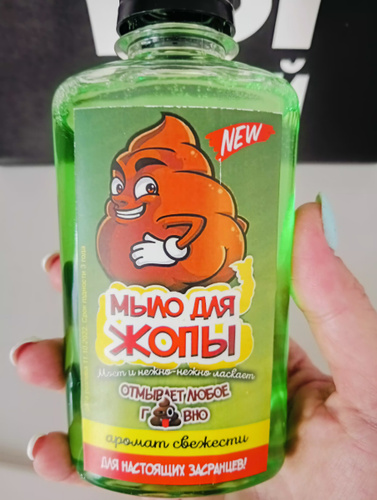 NEW
МЫЛО ДЛЯ
ЖОПЫ
Моет и нежно-нежно ласкает
ОТМЫВАЕТ ЛЮБОЕ
Г ВНО
аромат свежести
ДЛЯ НАСТОЯЩИХ ЗАСРАНЦЕВ!